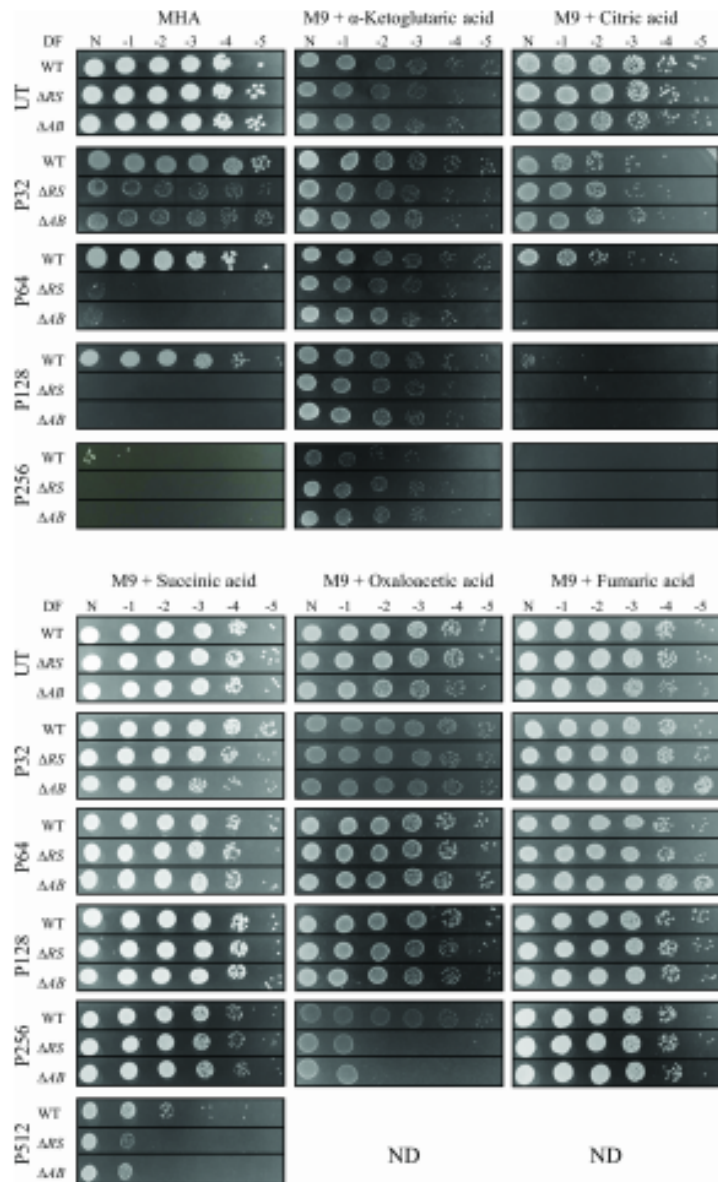 MHA M9 + α-Ketoglutaric acid M9 + Citric acid
DF N -1 -2 -3 -4 -5 N -1 -2 -3 -4 -5 N -1 -2 -3 -4 -5
UT
WT
ΔRS
ΔAB
P32
WT
ΔRS
ΔAB
P64
WT
ΔRS
ΔAB
P128
WT
ΔRS
ΔAB
P256
WT
ΔRS
ΔAB
M9 + Succinic acid M9 + Oxaloacetic acid M9 + Fumaric acid
DF N -1 -2 -3 -4 -5 N -1 -2 -3 -4 -5 N -1 -2 -3 -4 -5
UT
WT
ΔRS
ΔAB
P32
WT
ΔRS
ΔAB
P64
WT
ΔRS
ΔAB
P128
WT
ΔRS
ΔAB
P256
WT
ΔRS
ΔAB
P512
WT
ΔRS
ΔAB
ND ND